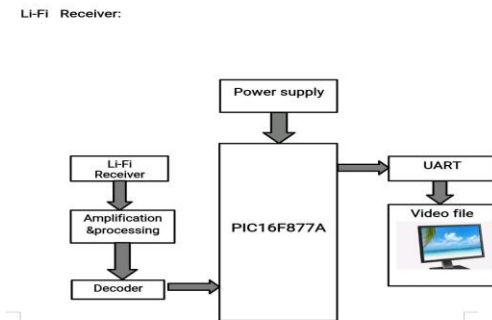 Li-Fi Receiver:
Power supply
Li-Fi
Receiver
Amplification
&processing
Decoder
PIC16F877A
UART
Video file